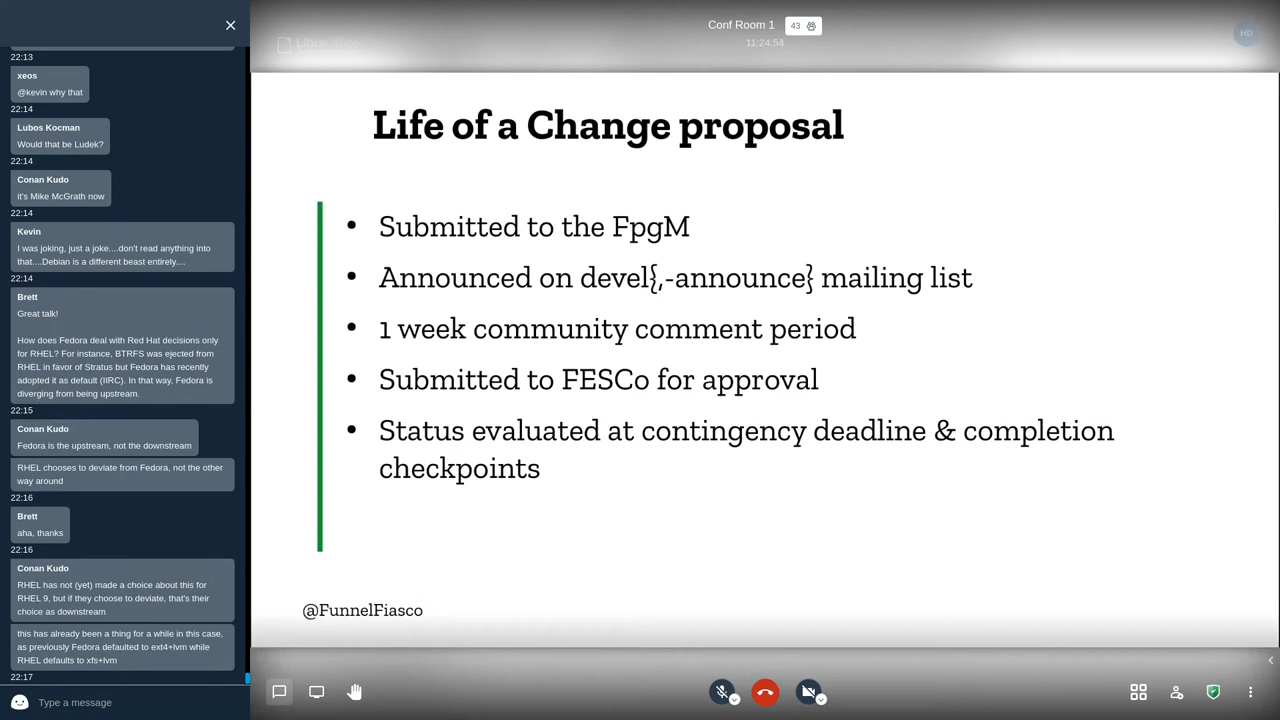 22:13
xeos
@kevin why that
22:14
Lubos Kocman
Would that be Ludek?
22:14
Conan Kudo
it's Mike McGrath now
22:14
Kevin
I was joking, just a joke....don't read anything into
that....Debian is a different beast entirely....
22:14
Brett
Great talk!
How does Fedora deal with Red Hat decisions only
for RHEL? For instance, BTRFS was ejected from
RHEL in favor of Stratus but Fedora has recently
adopted it as default (IIRC). In that way, Fedora is
diverging from being upstream.
22:15
Conan Kudo
Fedora is the upstream, not the downstream
RHEL chooses to deviate from Fedora, not the other
way around
22:16
Brett
aha, thanks
22:16
Conan Kudo
RHEL has not (yet) made a choice about this for
RHEL 9, but if they choose to deviate, that's their
choice as downstream
this has already been a thing for a while in this case,
as previously Fedora defaulted to ext4+lvm while
RHEL defaults to xfs+lvm
22:17
Type a message
Conf Room 1
43
11:24:54
LibreOffice
HD
Life of a Change proposal
• Submitted to the FpgM
• Announced on devel{,-announce} mailing list
• 1 week community comment period
• Submitted to FESCo for approval
• Status evaluated at contingency deadline & completion
checkpoints
@FunnelFiasco